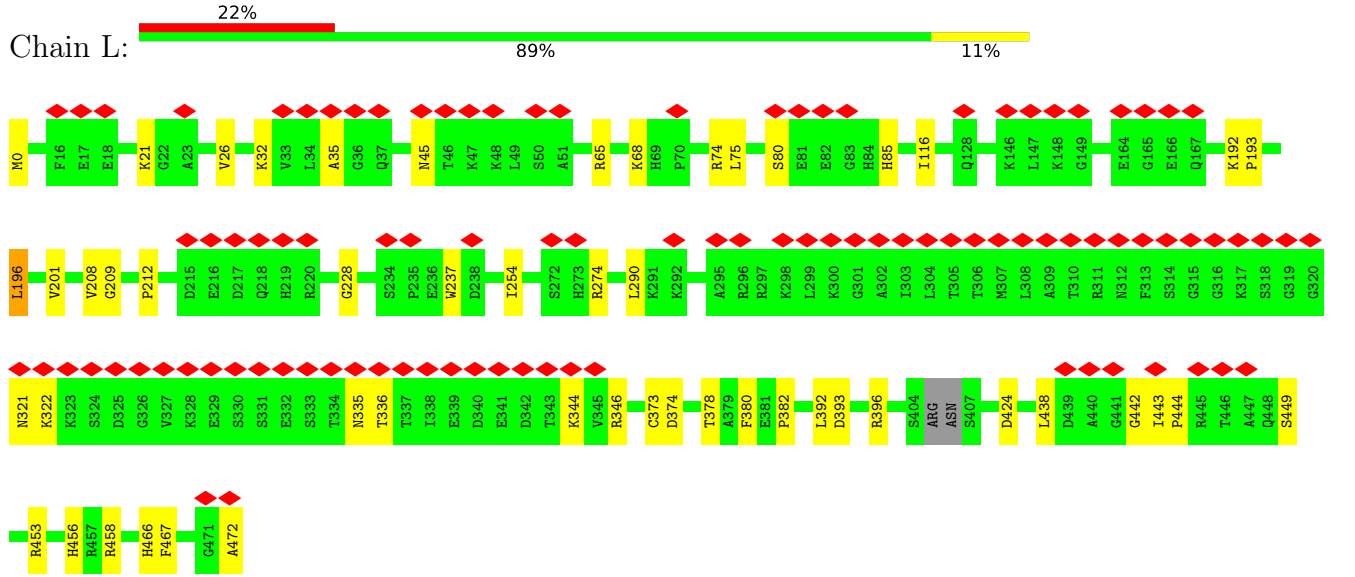 22%
Chain L:
89% 11%
M0 F16 E17 E18 K21 G22 A23 V26 K32 V33 L34 A35 G36 Q37 N45 T46 K47 K48 L49 S50 A51 R65 K68 H69 P70 R74 L75 S80 E81 E82 G83 H84 H85 I116 Q128 K146 L147 K148 G149 E164 G165 E166 Q167 K192 P193
L196 V201 V208 G209 P212 D215 E216 D217 Q218 H219 R220 G228 S234 P235 E236 W237 D238 I254 S272 H273 R274 L290 K291 K292 A295 R296 R297 K298 L299 K300 G301 A302 I303 L304 T305 T306 M307 L308 A309 T310 R311 N312 F313 S314 G315 G316 K317 S318 G319 G320
N321 K322 K323 S324 D325 G326 V327 K328 E329 S330 S331 E332 S333 T334 N335 T336 T337 I338 E339 D340 E341 D342 T343 K344 V345 R346 C373 D374 T378 A379 F380 E381 P382 L392 D393 R396 S404 ARG ASN S407 D424 L438 D439 A440 G441 G442 I443 P444 R445 T446 A447 Q448 S449
R453 H456 R457 R458 H466 F467 G471 A472